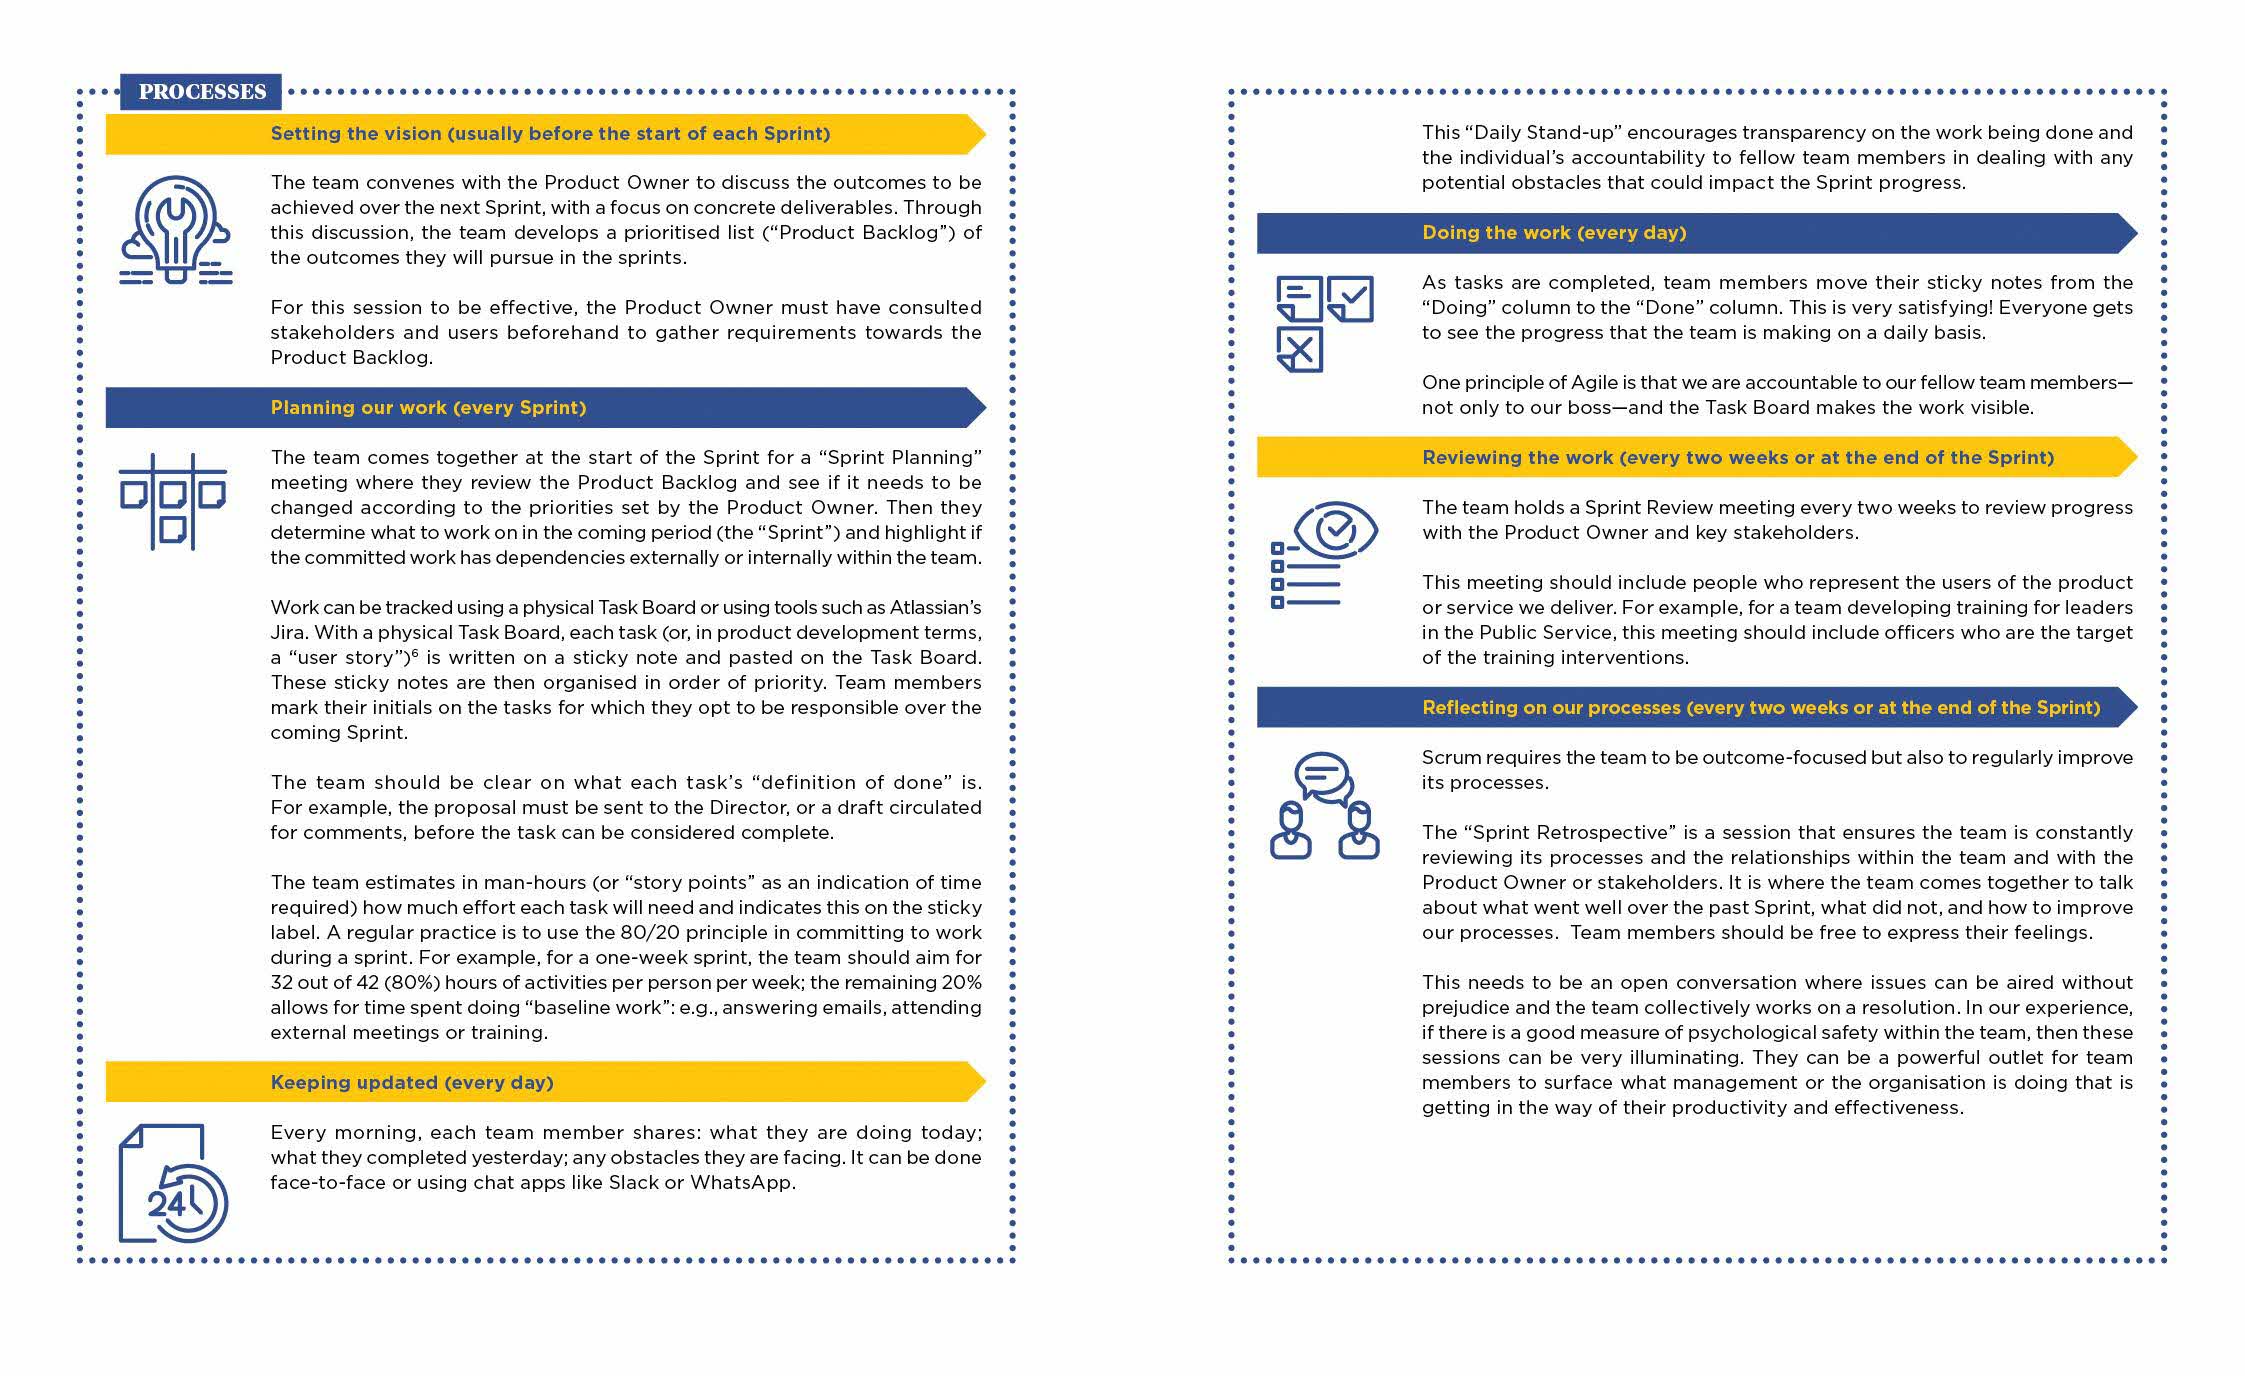 PROCESSES
Setting the vision (usually before the start of each Sprint)
The team convenes with the Product Owner to discuss the outcomes to be
achieved over the next Sprint, with a focus on concrete deliverables. Through
this discussion, the team develops a prioritised list (“Product Backlog”) of
the outcomes they will pursue in the sprints.
For this session to be effective, the Product Owner must have consulted
stakeholders and users beforehand to gather requirements towards the
Product Backlog.
Planning our work (every Sprint)
The team comes together at the start of the Sprint for a “Sprint Planning”
meeting where they review the Product Backlog and see if it needs to be
changed according to the priorities set by the Product Owner. Then they
determine what to work on in the coming period (the “Sprint”) and highlight if
the committed work has dependencies externally or internally within the team.
Work can be tracked using a physical Task Board or using tools such as Atlassian’s
Jira. With a physical Task Board, each task (or, in product development terms,
a “user story”)⁶ is written on a sticky note and pasted on the Task Board.
These sticky notes are then organised in order of priority. Team members
mark their initials on the tasks for which they opt to be responsible over the
coming Sprint.
The team should be clear on what each task’s “definition of done” is.
For example, the proposal must be sent to the Director, or a draft circulated
for comments, before the task can be considered complete.
The team estimates in man-hours (or “story points” as an indication of time
required) how much effort each task will need and indicates this on the sticky
label. A regular practice is to use the 80/20 principle in committing to work
during a sprint. For example, for a one-week sprint, the team should aim for
32 out of 42 (80%) hours of activities per person per week; the remaining 20%
allows for time spent doing “baseline work”: e.g., answering emails, attending
external meetings or training.
Keeping updated (every day)
24
Every morning, each team member shares: what they are doing today;
what they completed yesterday; any obstacles they are facing. It can be done
face-to-face or using chat apps like Slack or WhatsApp.
This “Daily Stand-up” encourages transparency on the work being done and
the individual’s accountability to fellow team members in dealing with any
potential obstacles that could impact the Sprint progress.
Doing the work (every day)
As tasks are completed, team members move their sticky notes from the
“Doing” column to the “Done” column. This is very satisfying! Everyone gets
to see the progress that the team is making on a daily basis.
One principle of Agile is that we are accountable to our fellow team members—
not only to our boss—and the Task Board makes the work visible.
Reviewing the work (every two weeks or at the end of the Sprint)
The team holds a Sprint Review meeting every two weeks to review progress
with the Product Owner and key stakeholders.
This meeting should include people who represent the users of the product
or service we deliver. For example, for a team developing training for leaders
in the Public Service, this meeting should include officers who are the target
of the training interventions.
Reflecting on our processes (every two weeks or at the end of the Sprint)
Scrum requires the team to be outcome-focused but also to regularly improve
its processes.
The “Sprint Retrospective” is a session that ensures the team is constantly
reviewing its processes and the relationships within the team and with the
Product Owner or stakeholders. It is where the team comes together to talk
about what went well over the past Sprint, what did not, and how to improve
our processes.  Team members should be free to express their feelings.
This needs to be an open conversation where issues can be aired without
prejudice and the team collectively works on a resolution. In our experience,
if there is a good measure of psychological safety within the team, then these
sessions can be very illuminating. They can be a powerful outlet for team
members to surface what management or the organisation is doing that is
getting in the way of their productivity and effectiveness.